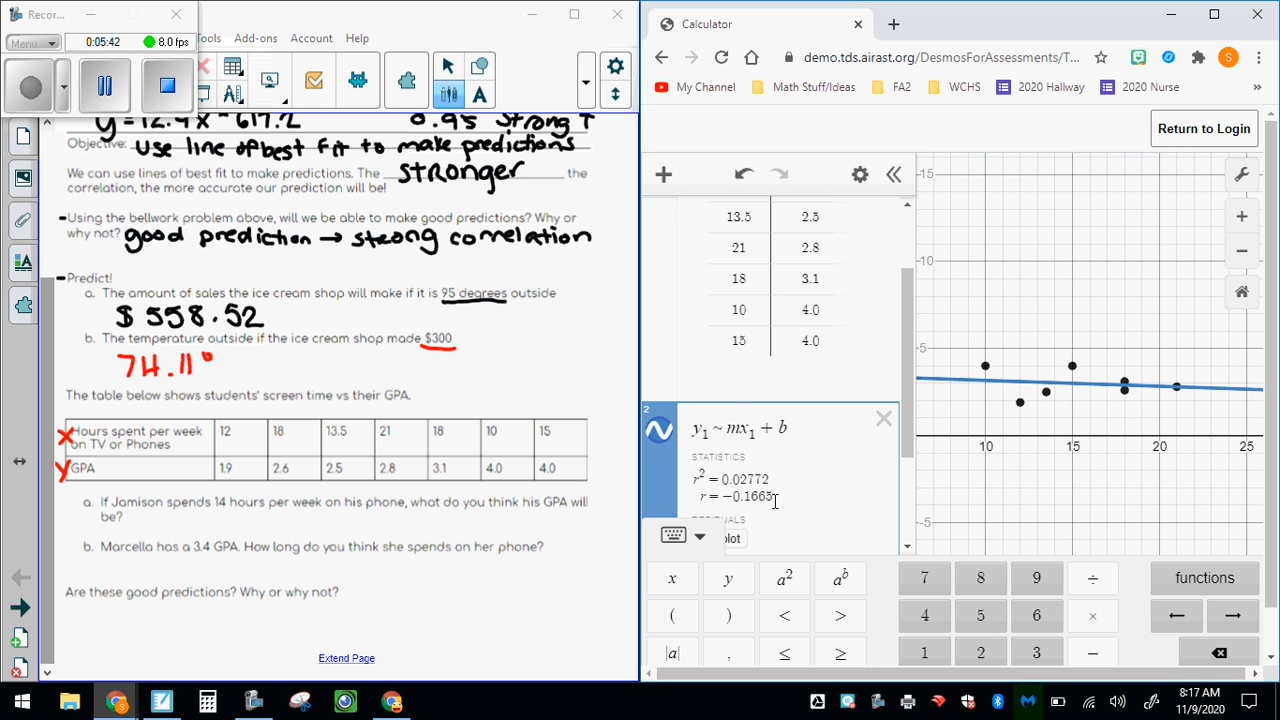 Recor...
Menu
0:05:42
8.0 fps
Tools Add-ons Account Help
y=12.4x-617.2 0.95 strong
Objective: Use line of best fit to make predictions
We can use lines of best fit to make predictions. The stronger the
correlation, the more accurate our prediction will be!
Using the bellwork problem above, will we be able to make good predictions? Why or
why not? good prediction → strong correlation
Predict!
a. The amount of sales the ice cream shop will make if it is 95 degrees outside
$ 558.52
b. The temperature outside if the ice cream shop made $300
74.11°
The table below shows students' screen time vs their GPA.
x Hours spent per week on TV or Phones 12 18 13.5 21 18 10 15
y GPA 1.9 2.6 2.5 2.8 3.1 4.0 4.0
a. If Jamison spends 14 hours per week on his phone, what do you think his GPA will
be?
b. Marcella has a 3.4 GPA. How long do you think she spends on her phone?
Are these good predictions? Why or why not?
Extend Page
Calculator
demo.tds.airast.org/DesmosForAssessments/T...
S
My Channel Math Stuff/Ideas FA2 WCHS 2020 Hallway 2020 Nurse
Return to Login
13.5 2.5
21 2.8
18 3.1
10 4.0
15 4.0
2
y₁ ~ mx₁ + b
STATISTICS
r² = 0.02772
r = −0.1665
plot
15
10
5
10 15 20 25
-5
x y a² aᵇ 7 8 9 ÷ functions
( ) < > 4 5 6 × ← →
|a| , ≤ ≥ 1 2 3 −
8:17 AM
11/9/2020